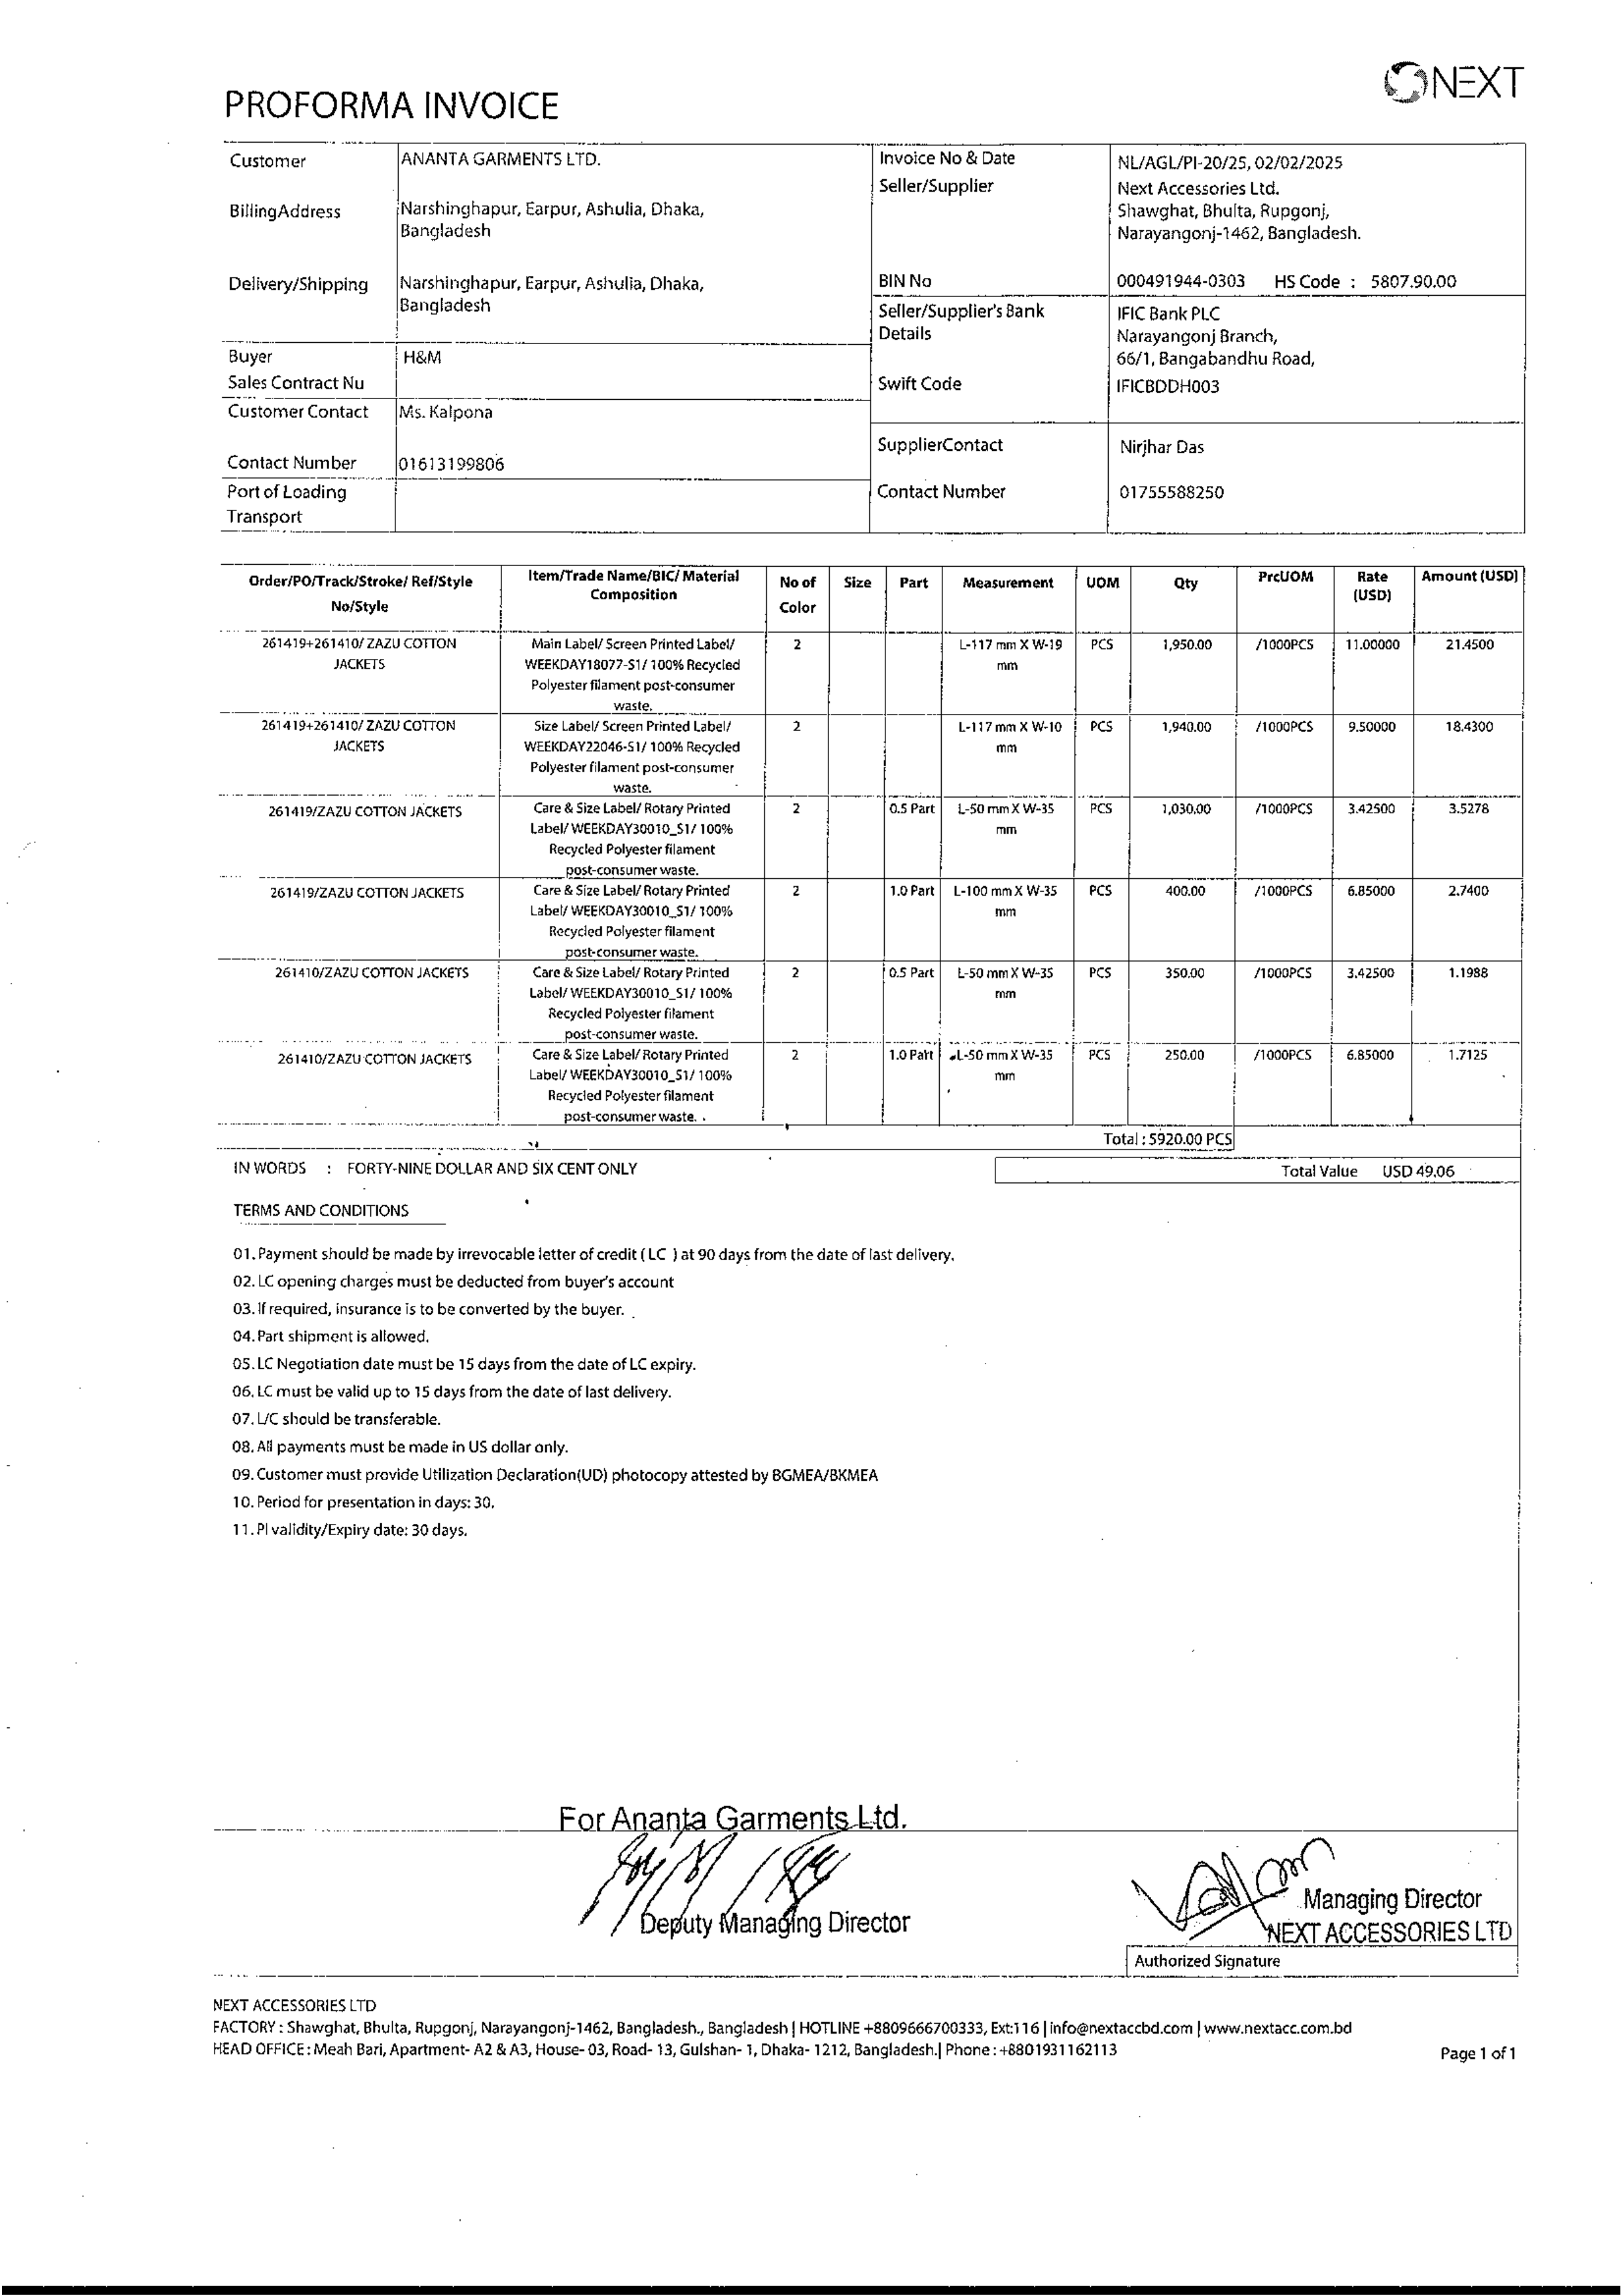 NEXT
PROFORMA INVOICE
Customer ANANTA GARMENTS LTD.
BillingAddress Narshinghapur, Earpur, Ashulia, Dhaka,
Bangladesh
Delivery/Shipping Narshinghapur, Earpur, Ashulia, Dhaka,
Bangladesh
Buyer H&M
Sales Contract Nu
Customer Contact Ms. Kalpona
Contact Number 01613199806
Port of Loading
Transport
Invoice No & Date NL/AGL/PI-20/25, 02/02/2025
Seller/Supplier Next Accessories Ltd.
Shawghat, Bhulta, Rupgonj,
Narayangonj-1462, Bangladesh.
BIN No 000491944-0303 HS Code : 5807.90.00
Seller/Supplier's Bank IFIC Bank PLC
Details Narayangonj Branch,
66/1, Bangabandhu Road,
Swift Code IFICBDDH003
SupplierContact Nirjhar Das
Contact Number 01755588250
Order/PO/Track/Stroke/ Ref/Style Item/Trade Name/BIC/ Material No of Size Part Measurement UOM Qty PrcUOM Rate Amount (USD)
No/Style Composition Color (USD)
261419+261410/ ZAZU COTTON Main Label/ Screen Printed Label/ 2 L-117 mm X W-19 PCS 1,950.00 /1000PCS 11.00000 21.4500
JACKETS WEEKDAY18077-S1/ 100% Recycled mm
Polyester filament post-consumer
waste.
261419+261410/ ZAZU COTTON Size Label/ Screen Printed Label/ 2 L-117 mm X W-10 PCS 1,940.00 /1000PCS 9.50000 18.4300
JACKETS WEEKDAY22046-S1/ 100% Recycled mm
Polyester filament post-consumer
waste.
261419/ZAZU COTTON JACKETS Care & Size Label/ Rotary Printed 2 0.5 Part L-50 mm X W-35 PCS 1,030.00 /1000PCS 3.42500 3.5278
Label/ WEEKDAY30010_S1/ 100% mm
Recycled Polyester filament
post-consumer waste.
261419/ZAZU COTTON JACKETS Care & Size Label/ Rotary Printed 2 1.0 Part L-100 mm X W-35 PCS 400.00 /1000PCS 6.85000 2.7400
Label/ WEEKDAY30010_S1/ 100% mm
Recycled Polyester filament
post-consumer waste.
261410/ZAZU COTTON JACKETS Care & Size Label/ Rotary Printed 2 0.5 Part L-50 mm X W-35 PCS 350.00 /1000PCS 3.42500 1.1988
Label/ WEEKDAY30010_S1/ 100% mm
Recycled Polyester filament
post-consumer waste.
261410/ZAZU COTTON JACKETS Care & Size Label/ Rotary Printed 2 1.0 Part L-50 mm X W-35 PCS 250.00 /1000PCS 6.85000 1.7125
Label/ WEEKDAY30010_S1/ 100% mm
Recycled Polyester filament
post-consumer waste.
Total : 5920.00 PCS
IN WORDS : FORTY-NINE DOLLAR AND SIX CENT ONLY Total Value USD 49.06
TERMS AND CONDITIONS
01. Payment should be made by irrevocable letter of credit ( LC ) at 90 days from the date of last delivery.
02. LC opening charges must be deducted from buyer's account
03. If required, insurance is to be converted by the buyer.
04. Part shipment is allowed.
05. LC Negotiation date must be 15 days from the date of LC expiry.
06. LC must be valid up to 15 days from the date of last delivery.
07. L/C should be transferable.
08. All payments must be made in US dollar only.
09. Customer must provide Utilization Declaration(UD) photocopy attested by BGMEA/BKMEA
10. Period for presentation in days: 30.
11. PI validity/Expiry date: 30 days.
For Ananta Garments Ltd.
Deputy Managing Director
Managing Director
NEXT ACCESSORIES LTD
Authorized Signature
NEXT ACCESSORIES LTD
FACTORY : Shawghat, Bhulta, Rupgonj, Narayangonj-1462, Bangladesh., Bangladesh | HOTLINE +8809666700333, Ext:116 | info@nextaccbd.com | www.nextacc.com.bd
HEAD OFFICE : Meah Bari, Apartment- A2 & A3, House- 03, Road- 13, Gulshan- 1, Dhaka- 1212, Bangladesh.| Phone : +8801931162113
Page 1 of 1